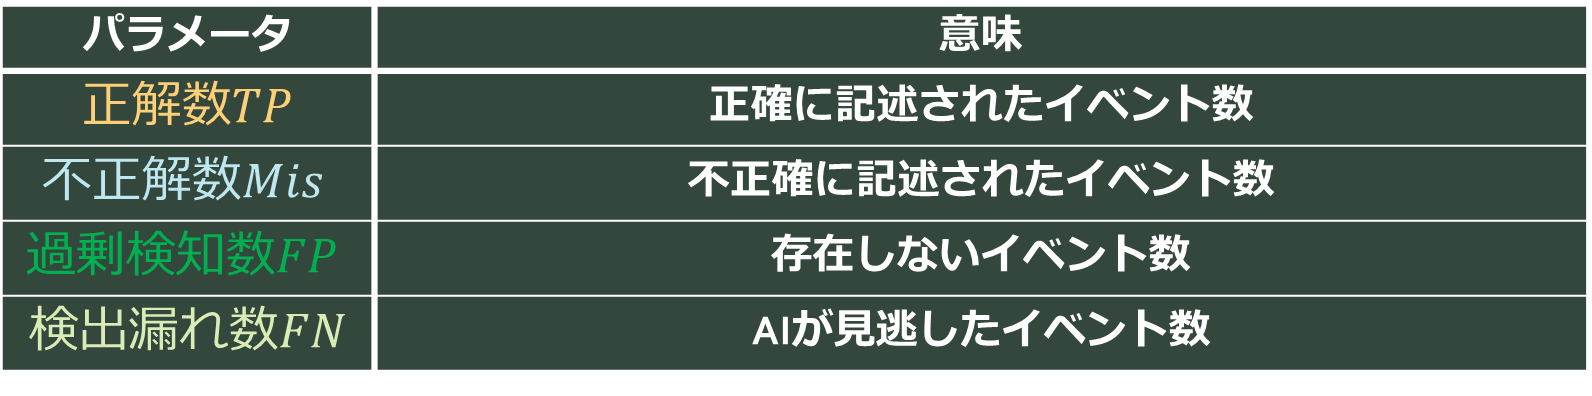 パラメータ 意味
正解数TP 正確に記述されたイベント数
不正解数Mis 不正確に記述されたイベント数
過剰検知数FP 存在しないイベント数
検出漏れ数FN AIが見逃したイベント数